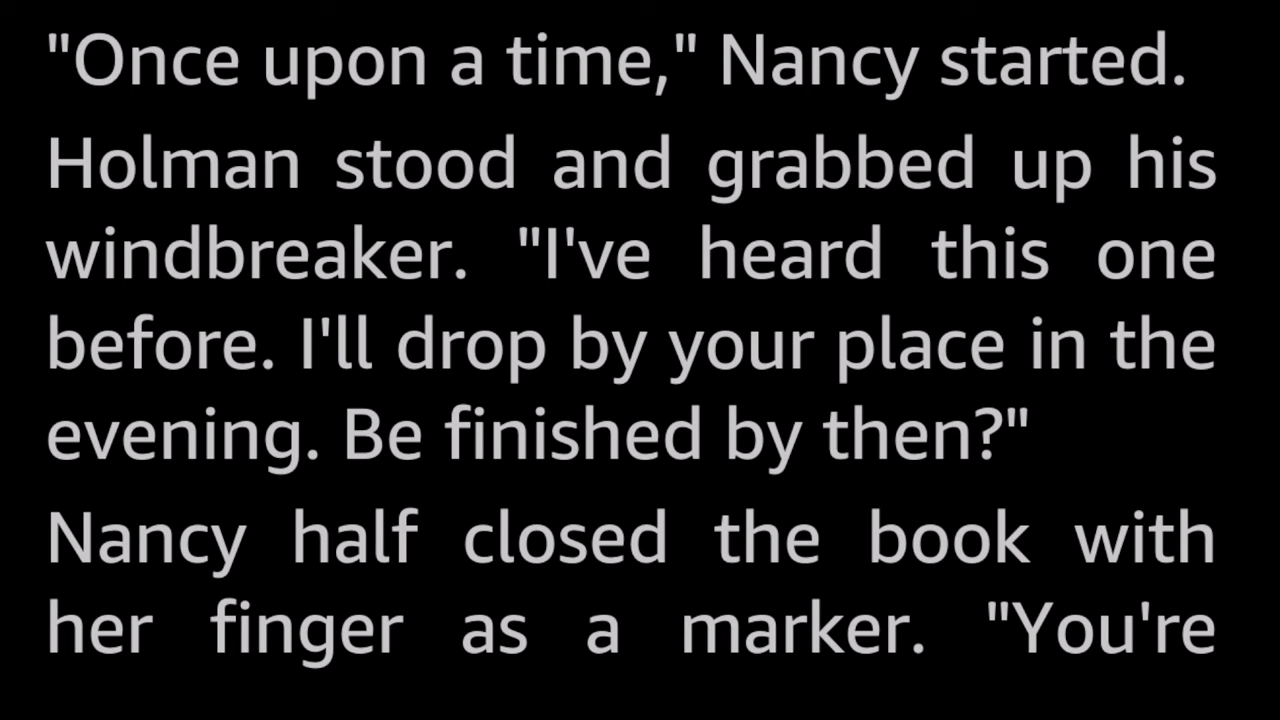 "Once upon a time," Nancy started.
Holman stood and grabbed up his
windbreaker. "I've heard this one
before. I'll drop by your place in the
evening. Be finished by then?"
Nancy half closed the book with
her finger as a marker. "You're